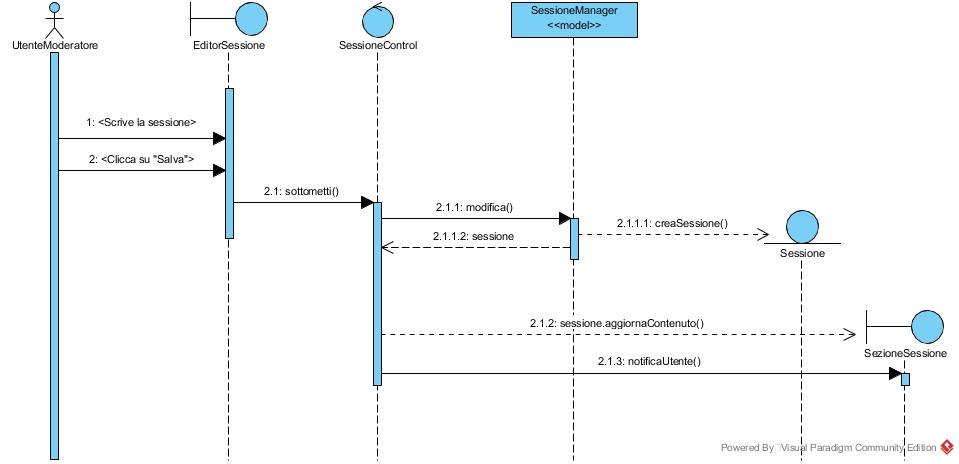 SessioneManager
<<model>>
UtenteModeratore
EditorSessione
SessioneControl
1: <Scrive la sessione>
2: <Clicca su "Salva">
2.1: sottometti()
2.1.1: modifica()
2.1.1.1: creaSessione()
2.1.1.2: sessione
Sessione
2.1.2: sessione.aggiornaContenuto()
SezioneSessione
2.1.3: notificaUtente()
Powered By Visual Paradigm Community Edition